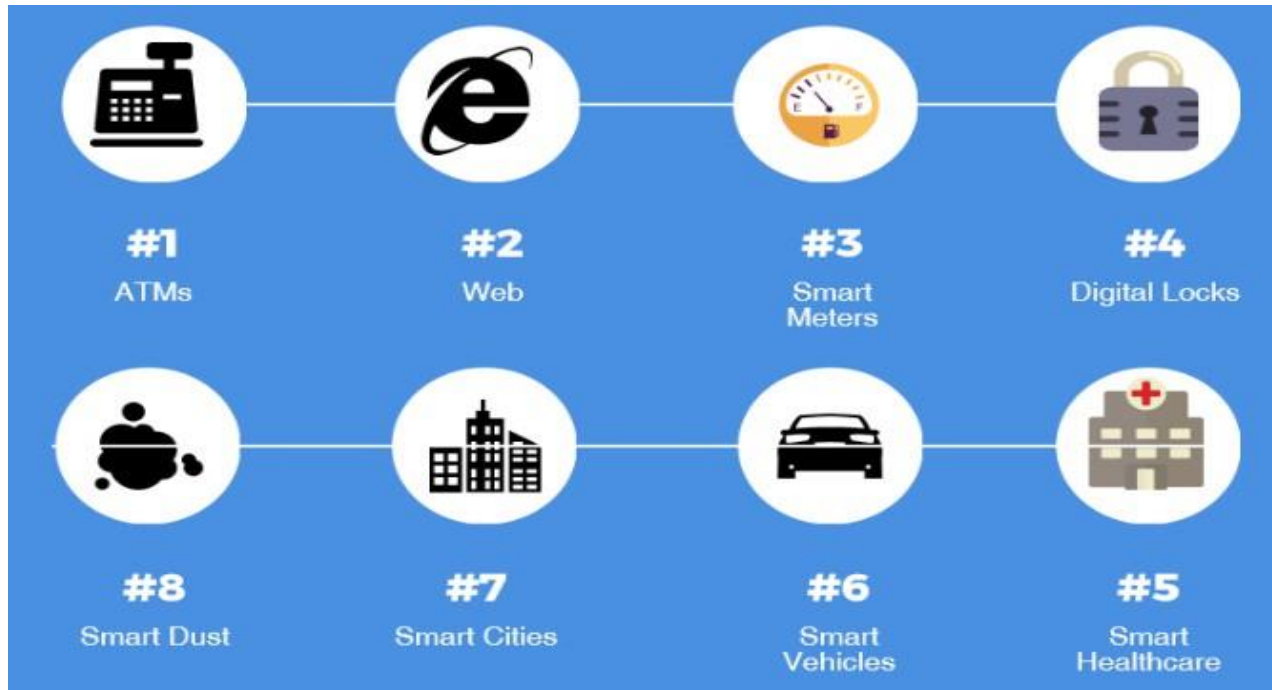 #1
ATMs
#2
Web
#3
Smart
Meters
E F
#4
Digital Locks
#8
Smart Dust
#7
Smart Cities
#6
Smart
Vehicles
#5
Smart
Healthcare